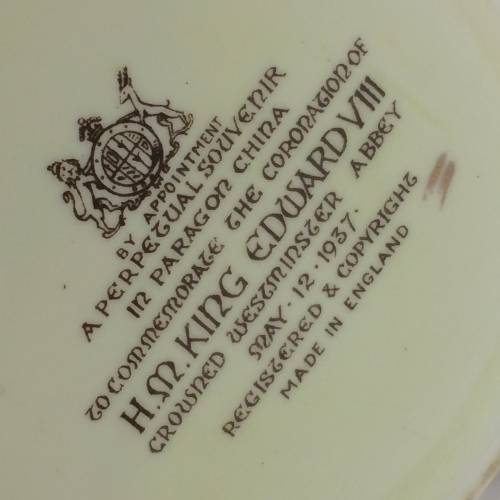 BY APPOINTMENT
A PERPETUAL SOUVENIR
IN PARAGON CHINA
TO COMMEMORATE THE CORONATION OF
H.M. KING EDWARD VIII
CROWNED WESTMINSTER ABBEY
MAY · 12 · 1937.
REGISTERED & COPYRIGHT
MADE IN ENGLAND